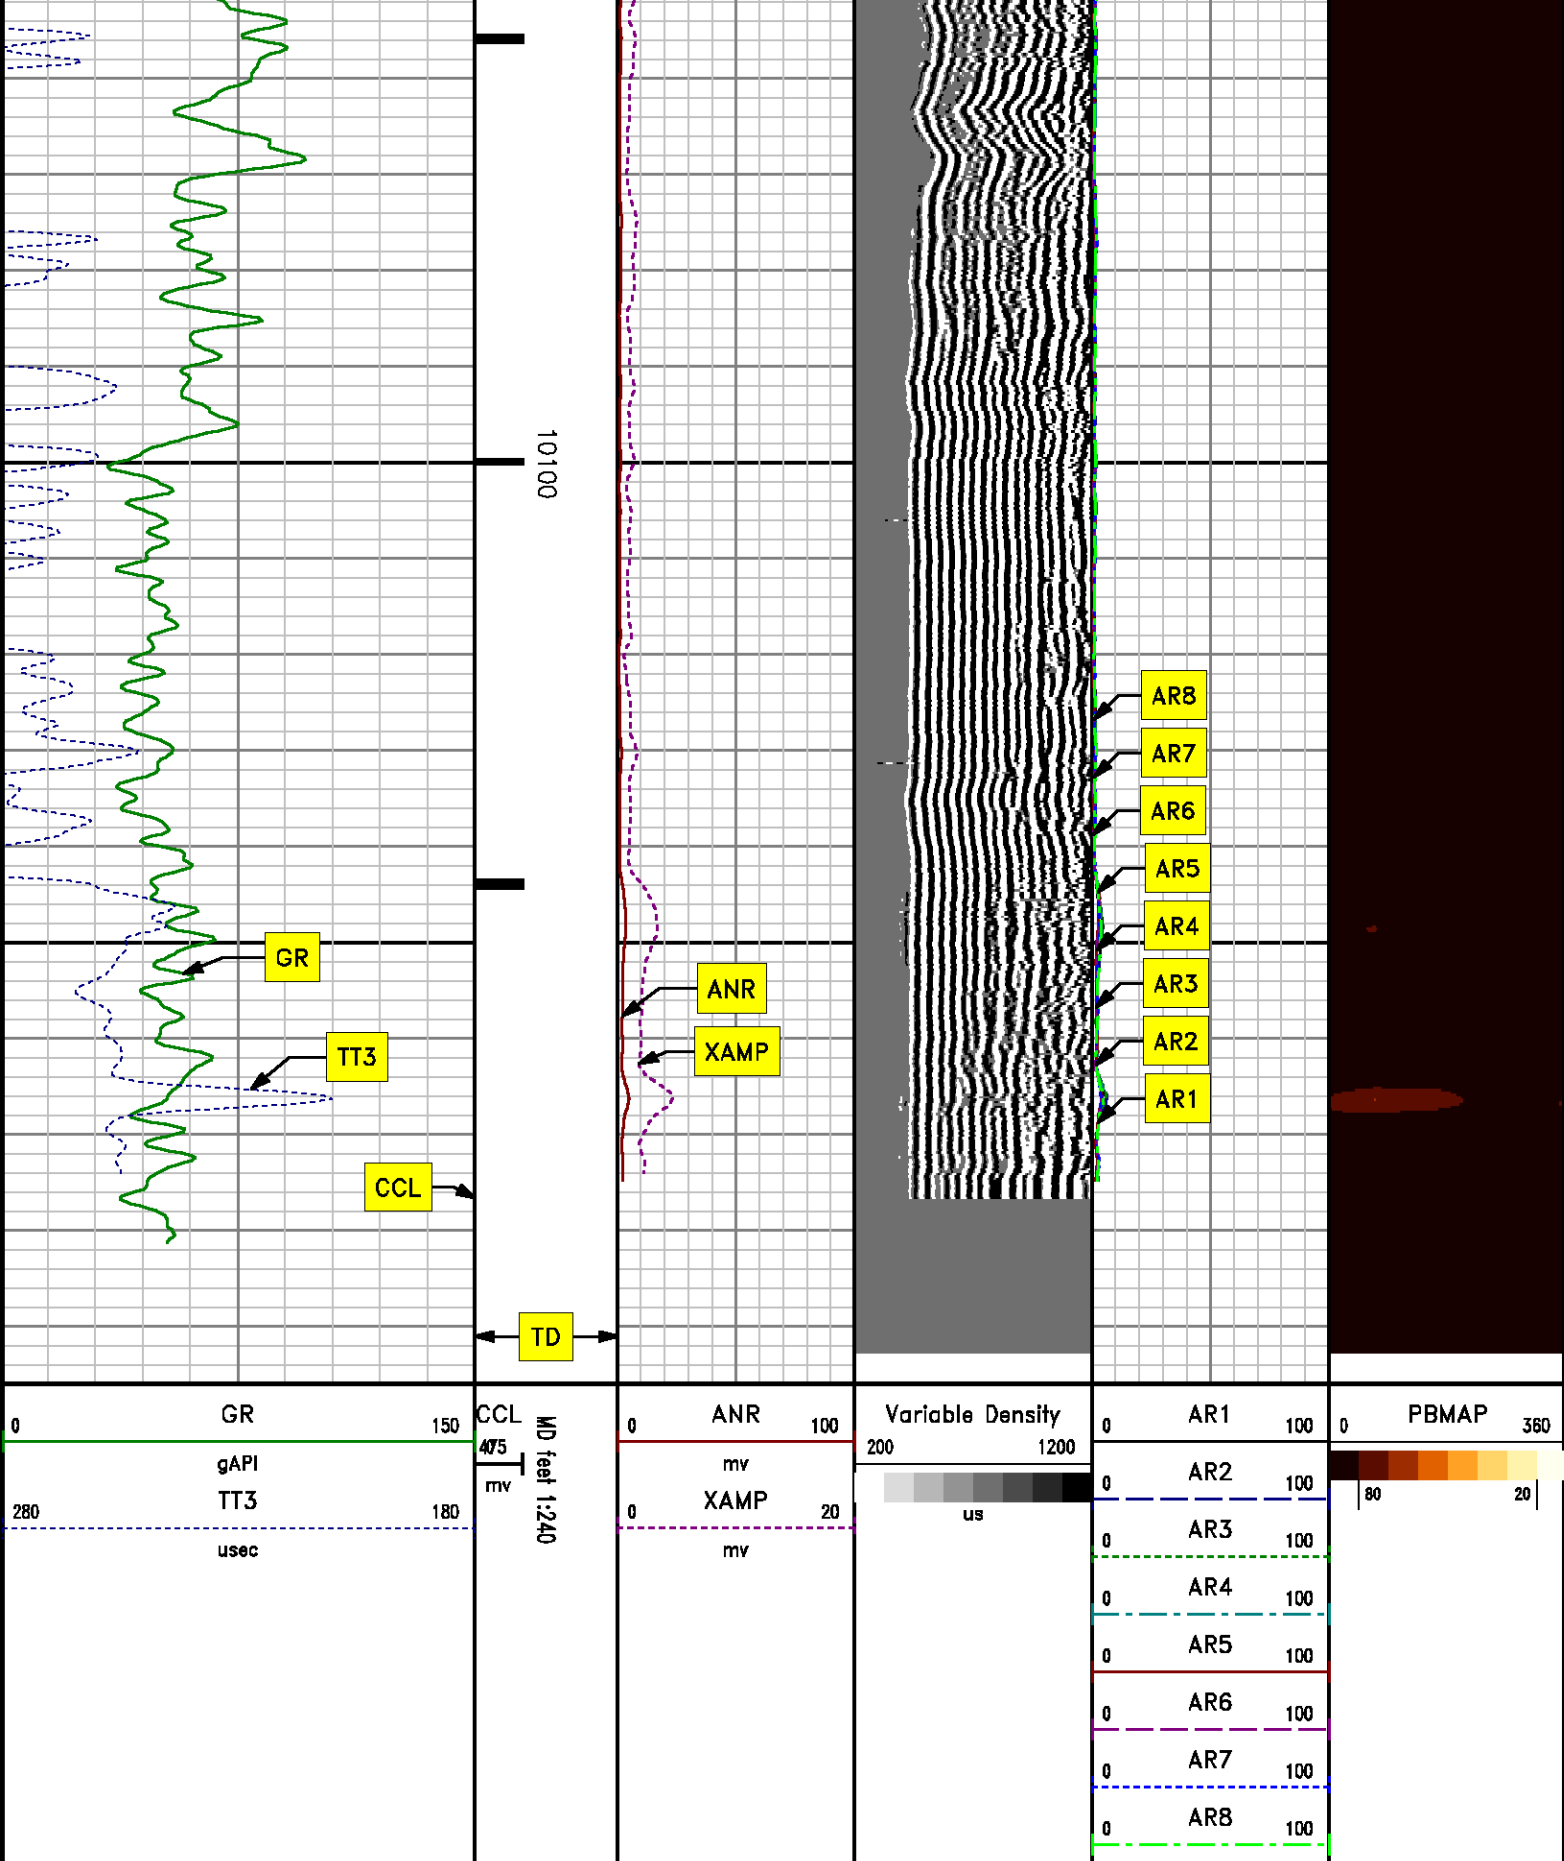 10100
AR8
AR7
AR6
AR5
AR4
AR3
AR2
AR1
GR
ANR
XAMP
TT3
CCL
TD
0 GR 150
gAPI
280 TT3 180
usec
CCL
475
mv
MD feet 1:240
0 ANR 100
mv
0 XAMP 20
mv
Variable Density
200 1200
us
0 AR1 100
0 AR2 100
0 AR3 100
0 AR4 100
0 AR5 100
0 AR6 100
0 AR7 100
0 AR8 100
0 PBMAP 360
80 20